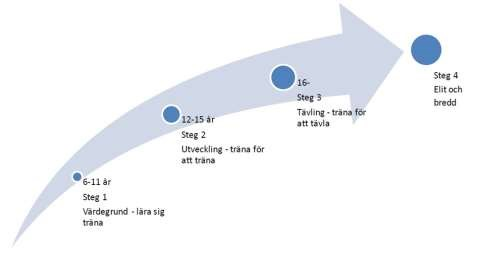 6-11 år
Steg 1
Värdegrund - lära sig
träna
12-15 år
Steg 2
Utveckling - träna för
att träna
16-
Steg 3
Tävling - träna för
att tävla
Steg 4
Elit och
bredd